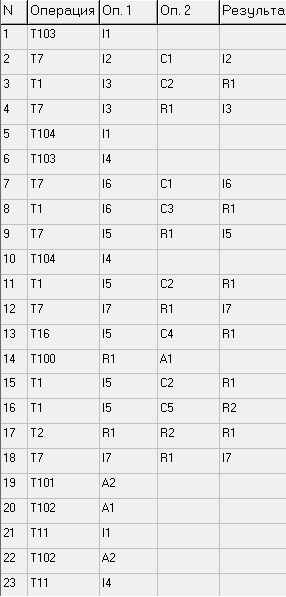 N Операция Оп. 1 Оп. 2 Результа
1 T103 I1
2 T7 I2 C1 I2
3 T1 I3 C2 R1
4 T7 I3 R1 I3
5 T104 I1
6 T103 I4
7 T7 I6 C1 I6
8 T1 I6 C3 R1
9 T7 I5 R1 I5
10 T104 I4
11 T1 I5 C2 R1
12 T7 I7 R1 I7
13 T16 I5 C4 R1
14 T100 R1 A1
15 T1 I5 C2 R1
16 T1 I5 C5 R2
17 T2 R1 R2 R1
18 T7 I7 R1 I7
19 T101 A2
20 T102 A1
21 T11 I1
22 T102 A2
23 T11 I4